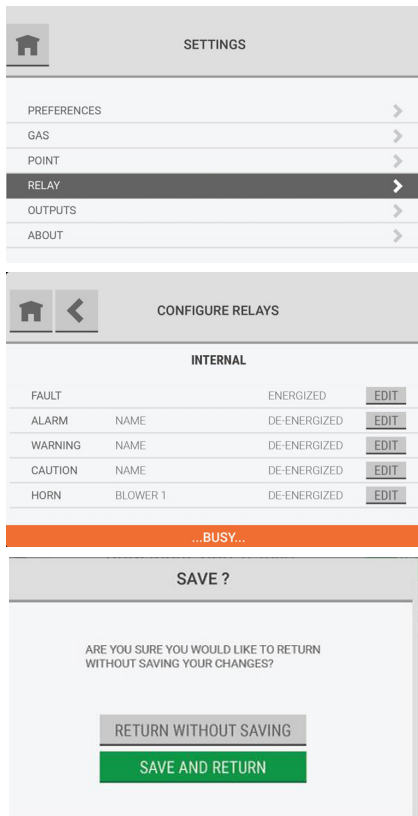 SETTINGS
PREFERENCES
GAS
POINT
RELAY
OUTPUTS
ABOUT
CONFIGURE RELAYS
INTERNAL
FAULT ENERGIZED EDIT
ALARM NAME DE-ENERGIZED EDIT
WARNING NAME DE-ENERGIZED EDIT
CAUTION NAME DE-ENERGIZED EDIT
HORN BLOWER 1 DE-ENERGIZED EDIT
...BUSY...
SAVE ?
ARE YOU SURE YOU WOULD LIKE TO RETURN
WITHOUT SAVING YOUR CHANGES?
RETURN WITHOUT SAVING
SAVE AND RETURN